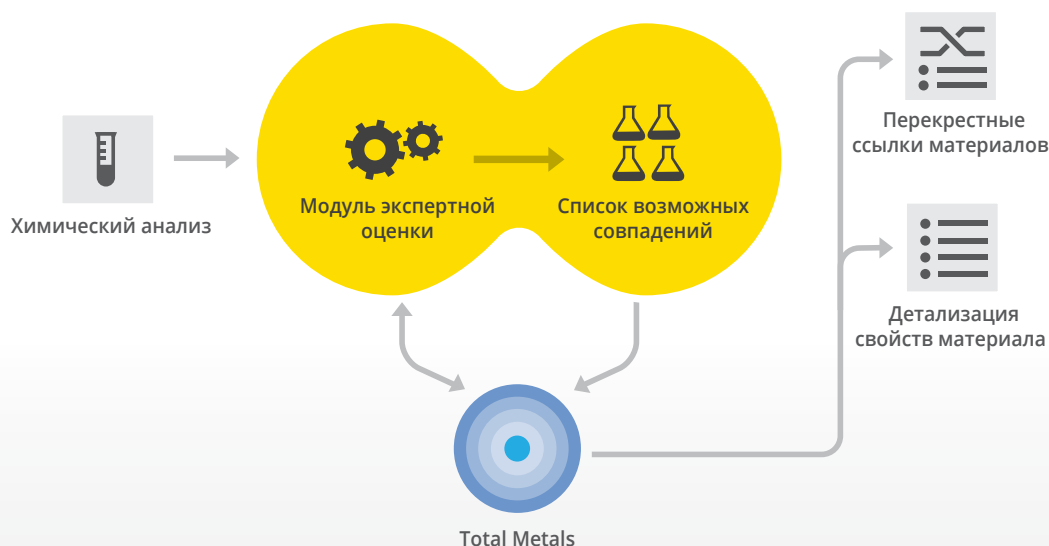 Химический анализ
Модуль экспертной
оценки
Список возможных
совпадений
Перекрестные
ссылки материалов
Детализация
свойств материала
Total Metals